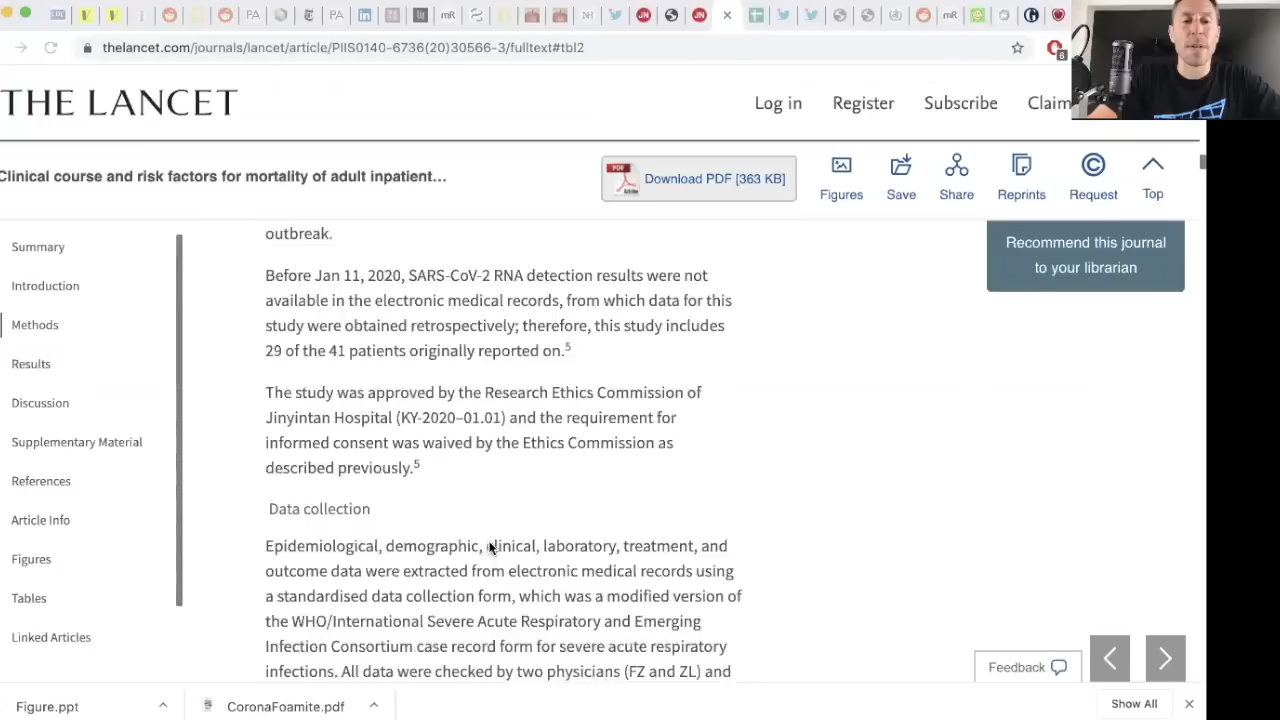 thelancet.com/journals/lancet/article/PIIS0140-6736(20)30566-3/fulltext#tbl2
THE LANCET
Log in
Register
Subscribe
Claim
Clinical course and risk factors for mortality of adult inpatient...
Download PDF [363 KB]
Figures
Save
Share
Reprints
Request
Top
Summary
Introduction
Methods
Results
Discussion
Supplementary Material
References
Article Info
Figures
Tables
Linked Articles
outbreak.
Before Jan 11, 2020, SARS-CoV-2 RNA detection results were not
available in the electronic medical records, from which data for this
study were obtained retrospectively; therefore, this study includes
29 of the 41 patients originally reported on.5
The study was approved by the Research Ethics Commission of
Jinyintan Hospital (KY-2020–01.01) and the requirement for
informed consent was waived by the Ethics Commission as
described previously.5
Data collection
Epidemiological, demographic, clinical, laboratory, treatment, and
outcome data were extracted from electronic medical records using
a standardised data collection form, which was a modified version of
the WHO/International Severe Acute Respiratory and Emerging
Infection Consortium case record form for severe acute respiratory
infections. All data were checked by two physicians (FZ and ZL) and
Recommend this journal
to your librarian
Feedback
Figure.ppt
CoronaFoamite.pdf
Show All